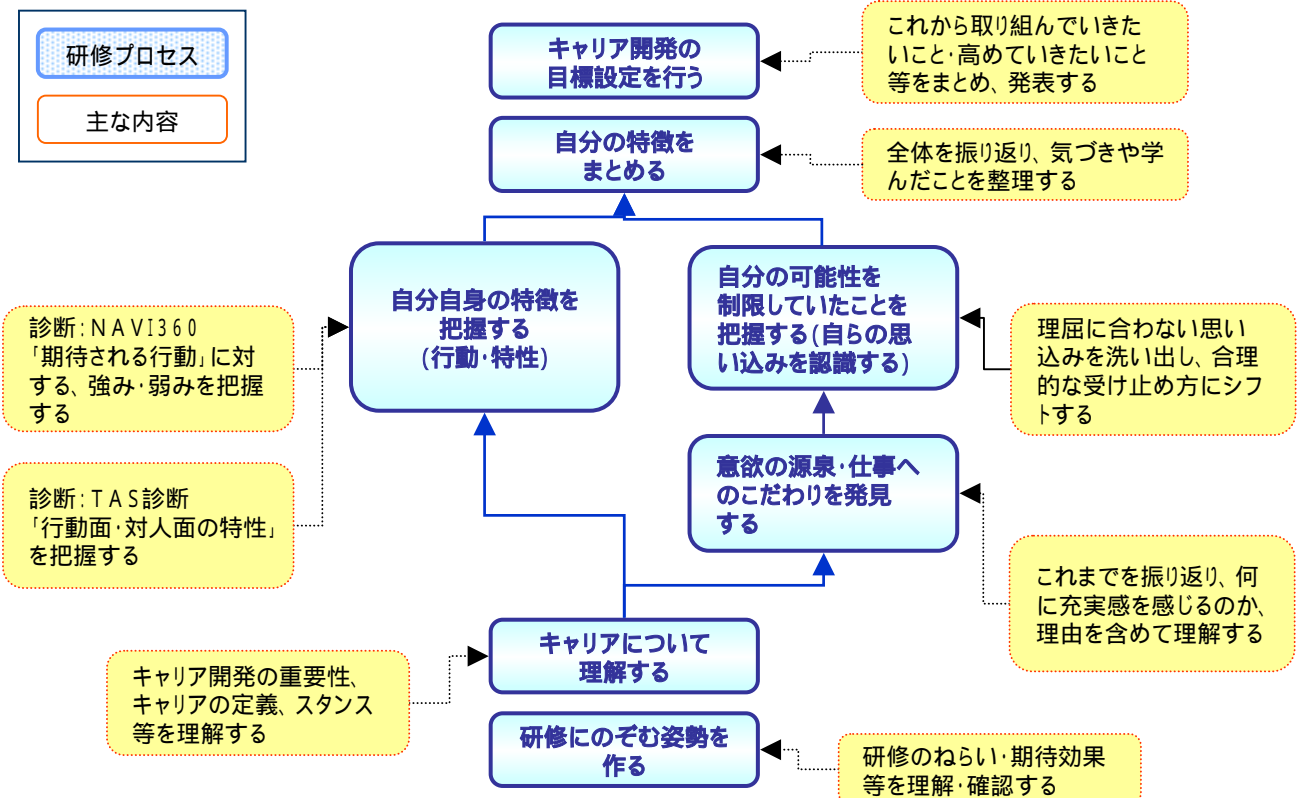 研修プロセス
主な内容
キャリア開発の
目標設定を行う
これから取り組んでいきた
いこと・高めていきたいこと
等をまとめ、発表する
自分の特徴を
まとめる
全体を振り返り、気づきや学
んだことを整理する
自分自身の特徴を
把握する
(行動・特性)
自分の可能性を
制限していたことを
把握する(自らの思
い込みを認識する)
診断:NAVI360
「期待される行動」に対
する、強み・弱みを把握
する
理屈に合わない思い
込みを洗い出し、合理
的な受け止め方にシフ
トする
診断:TAS診断
「行動面・対人面の特性」
を把握する
意欲の源泉・仕事へ
のこだわりを発見
する
これまでを振り返り、何
に充実感を感じるのか、
理由を含めて理解する
キャリアについて
理解する
キャリア開発の重要性、
キャリアの定義、スタンス
等を理解する
研修にのぞむ姿勢を
作る
研修のねらい・期待効果
等を理解・確認する